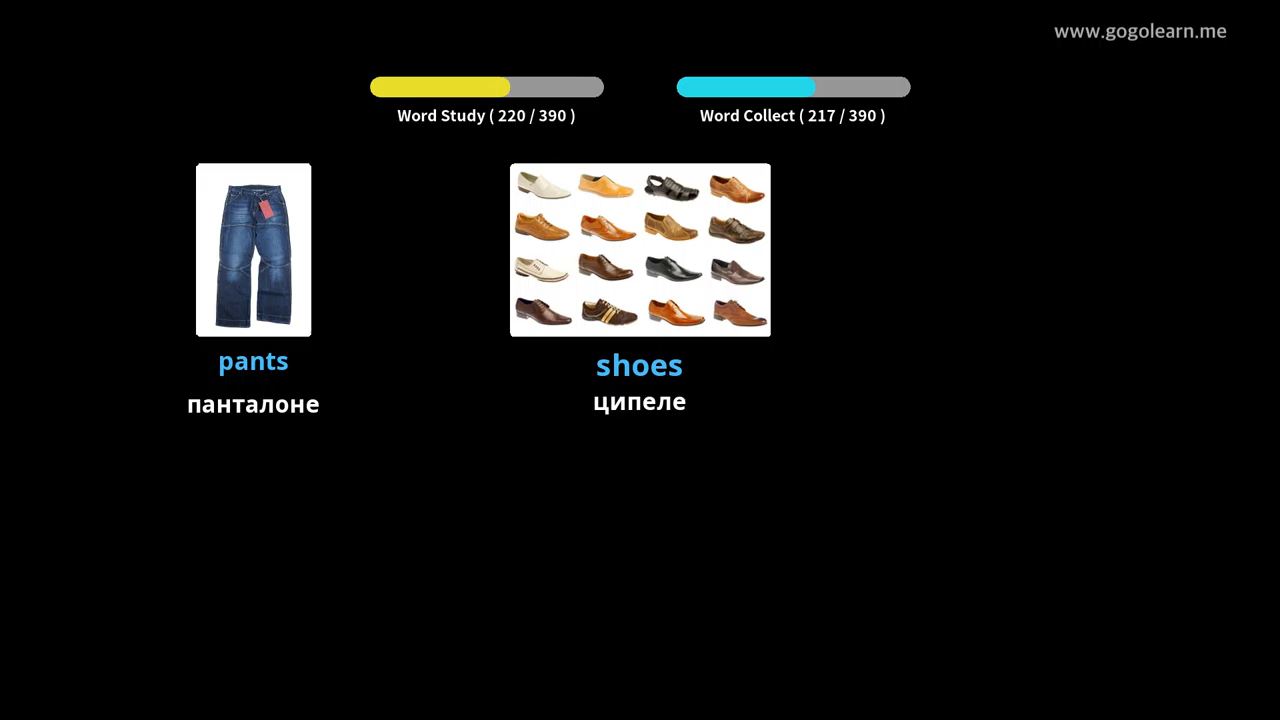 www.gogolearn.me
Word Study ( 220 / 390 )
Word Collect ( 217 / 390 )
pants
панталоне
shoes
ципеле